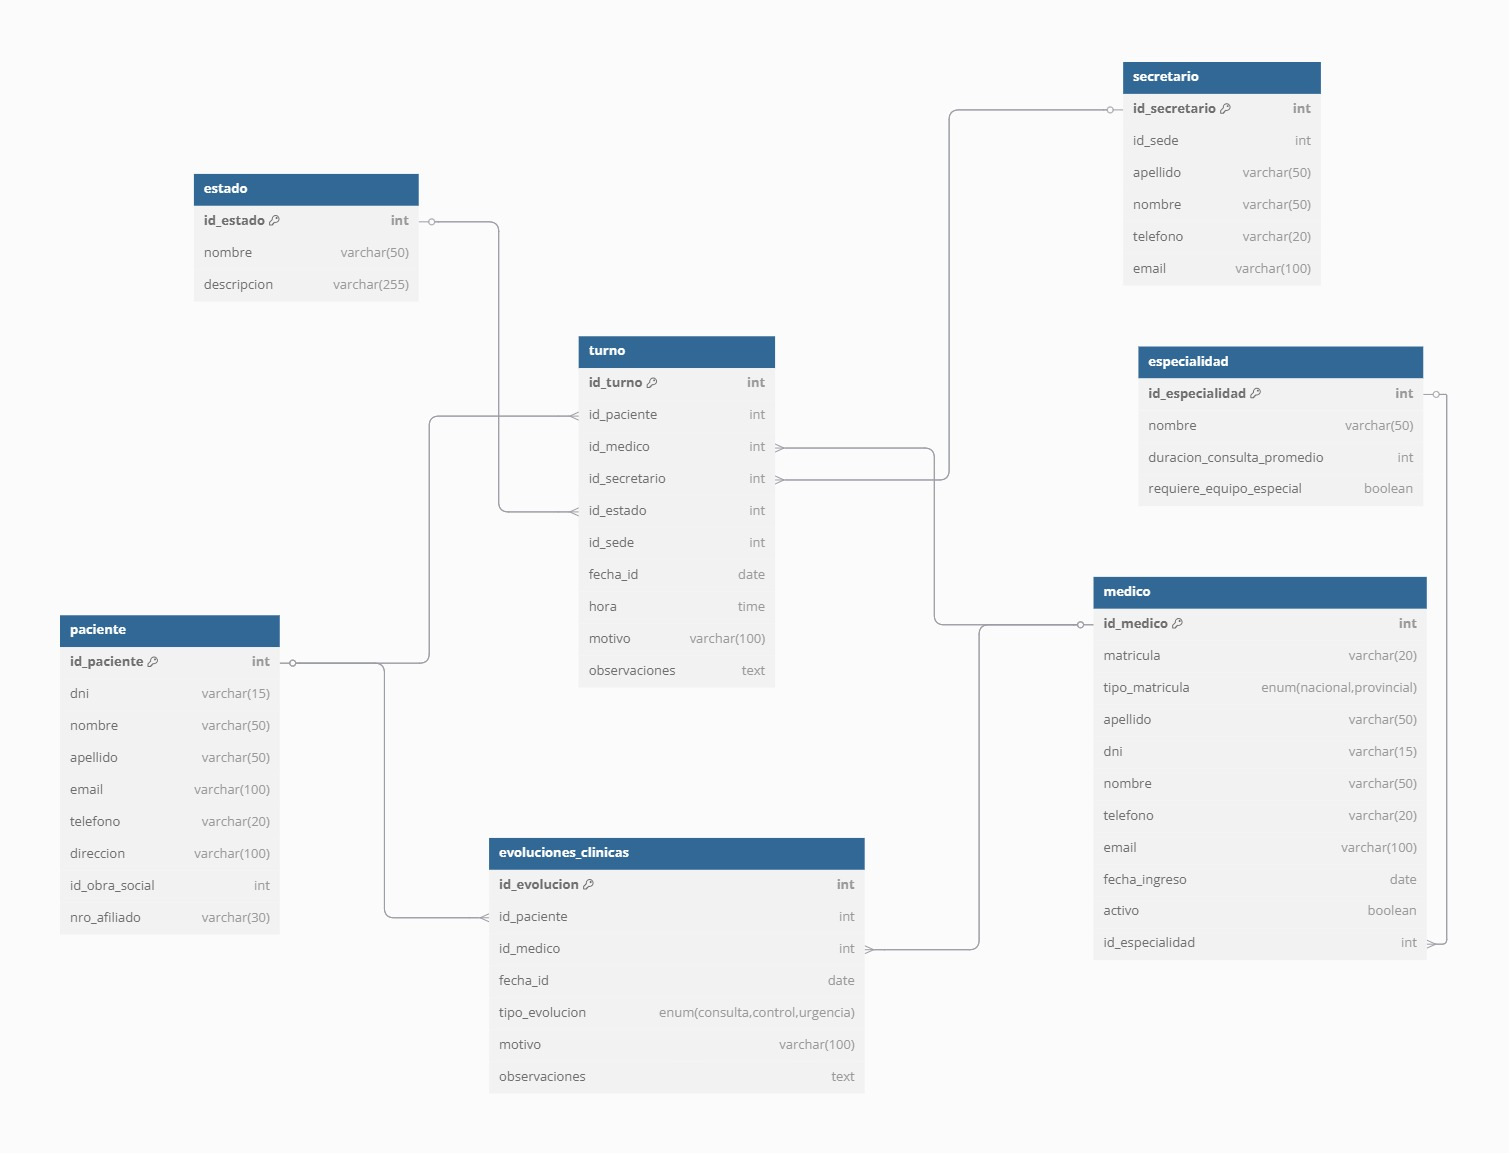 secretario
id_secretario int
id_sede int
apellido varchar(50)
nombre varchar(50)
telefono varchar(20)
email varchar(100)
estado
id_estado int
nombre varchar(50)
descripcion varchar(255)
turno
id_turno int
id_paciente int
id_medico int
id_secretario int
id_estado int
id_sede int
fecha_id date
hora time
motivo varchar(100)
observaciones text
especialidad
id_especialidad int
nombre varchar(50)
duracion_consulta_promedio int
requiere_equipo_especial boolean
medico
id_medico int
matricula varchar(20)
tipo_matricula enum(nacional,provincial)
apellido varchar(50)
dni varchar(15)
nombre varchar(50)
telefono varchar(20)
email varchar(100)
fecha_ingreso date
activo boolean
id_especialidad int
paciente
id_paciente int
dni varchar(15)
nombre varchar(50)
apellido varchar(50)
email varchar(100)
telefono varchar(20)
direccion varchar(100)
id_obra_social int
nro_afiliado varchar(30)
evoluciones_clinicas
id_evolucion int
id_paciente int
id_medico int
fecha_id date
tipo_evolucion enum(consulta,control,urgencia)
motivo varchar(100)
observaciones text